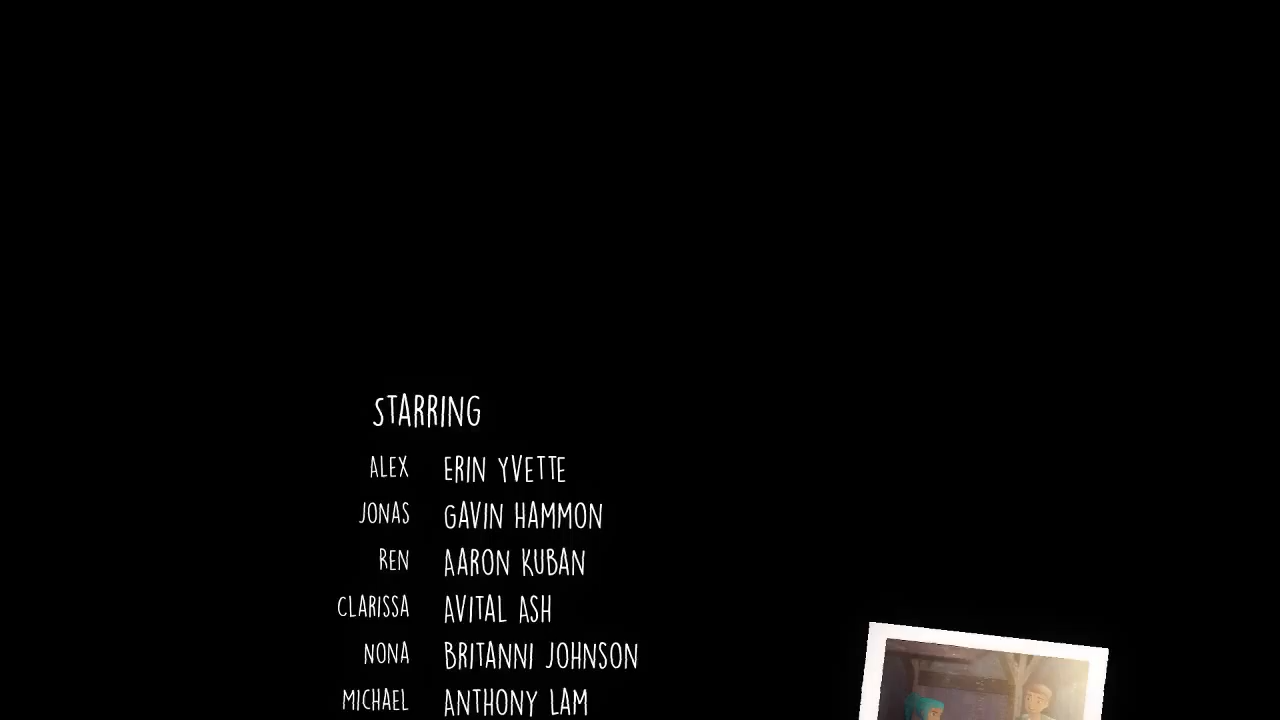 STARRING
ALEX ERIN YVETTE
JONAS GAVIN HAMMON
REN AARON KUBAN
CLARISSA AVITAL ASH
NONA BRITANNI JOHNSON
MICHAEL ANTHONY LAM